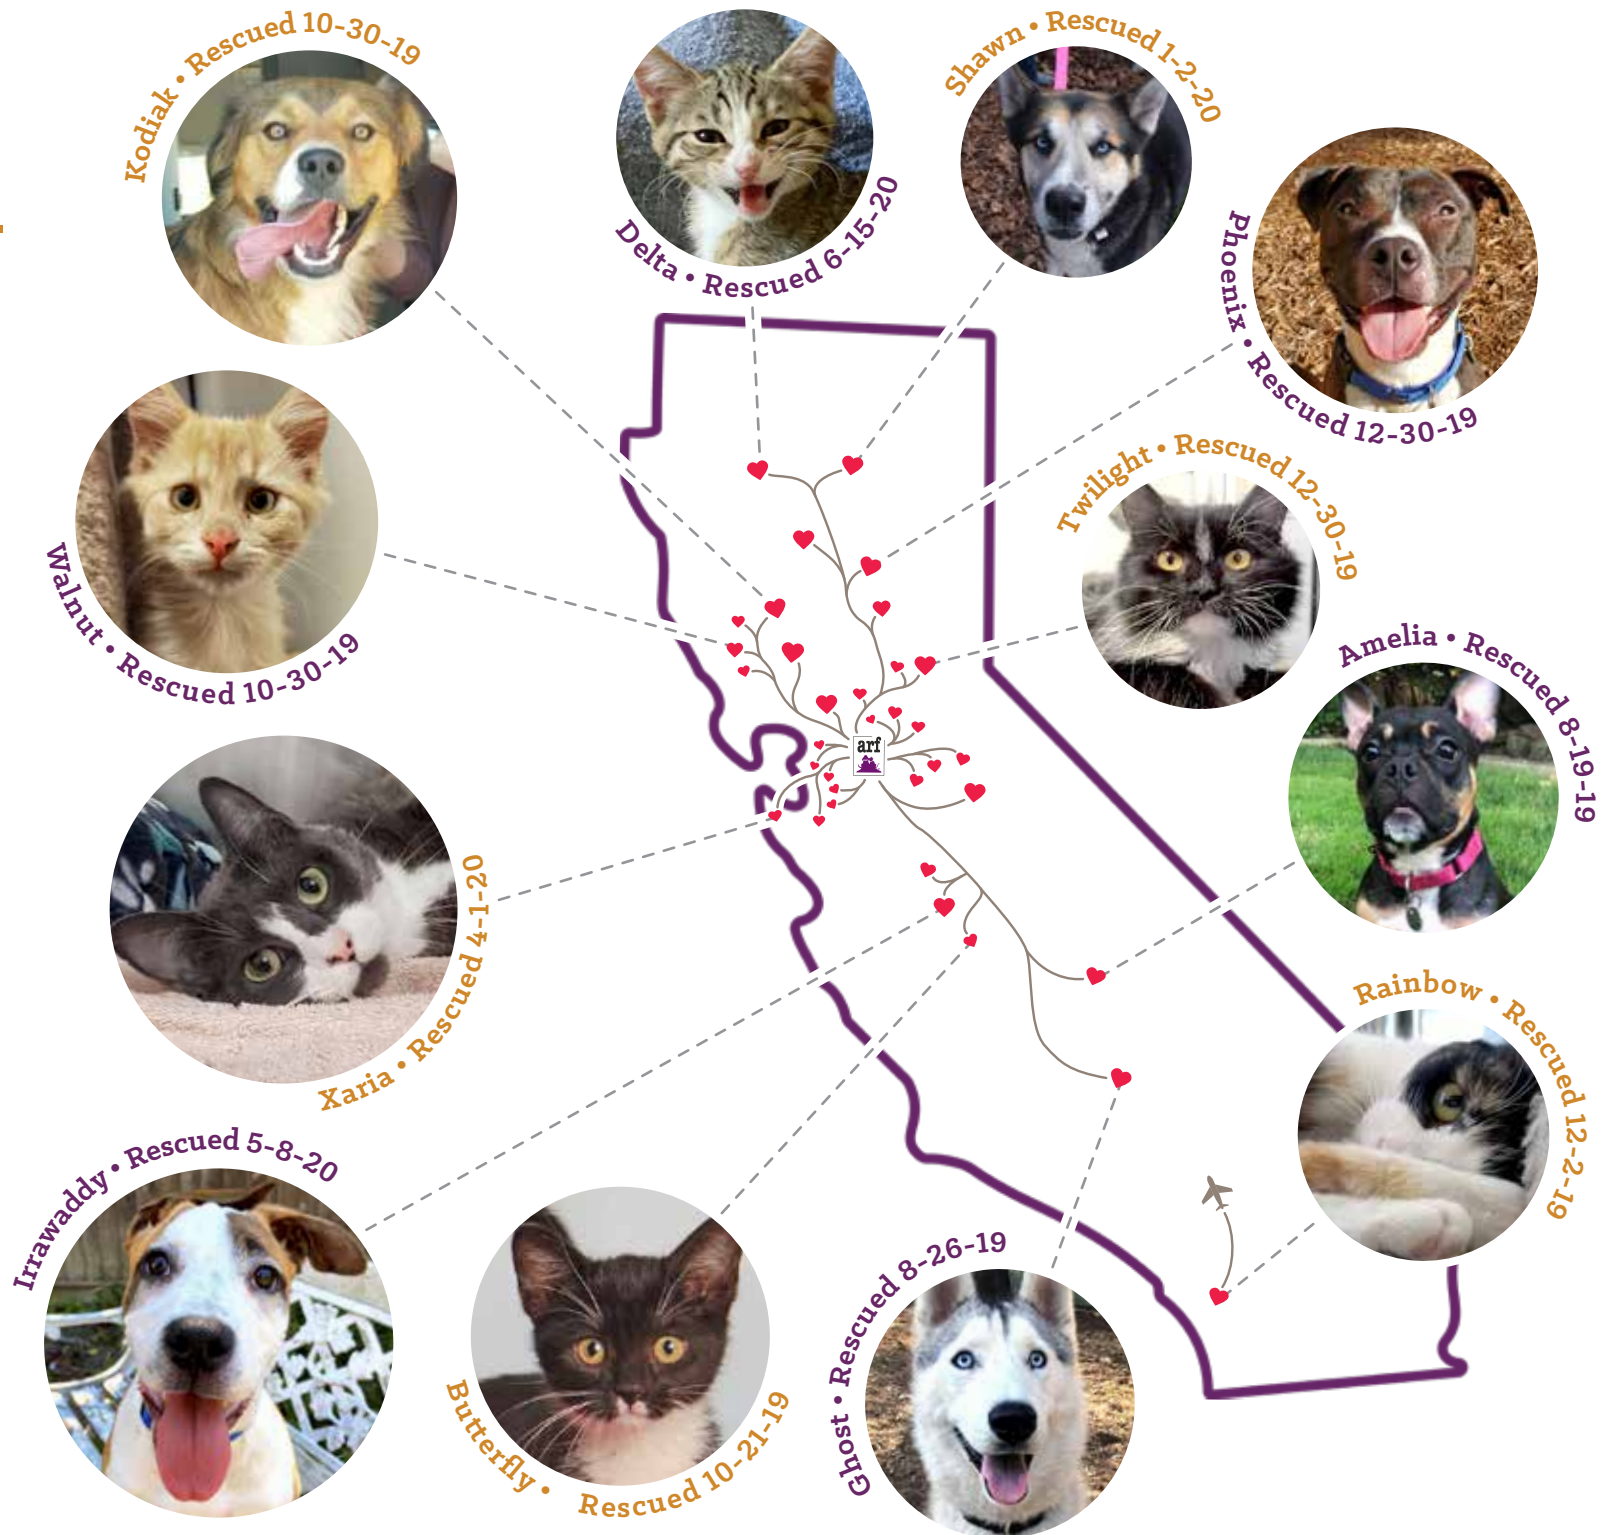 Kodiak • Rescued 10-30-19
Delta • Rescued 6-15-20
Shawn • Rescued 1-2-20
Phoenix • Rescued 12-30-19
Walnut • Rescued 10-30-19
Twilight • Rescued 12-30-19
Amelia • Rescued 8-19-19
arf
Xaria • Rescued 4-1-20
Rainbow • Rescued 12-2-19
Irrawaddy • Rescued 5-8-20
Butterfly • Rescued 10-21-19
Ghost • Rescued 8-26-19